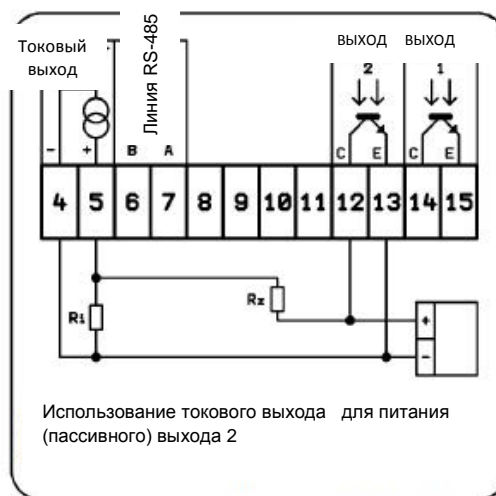 Токовый
выход
Линия RS-485
выход выход
2 1
- + B A C E C E
4 5 6 7 8 9 10 11 12 13 14 15
Ri
Rz
+
-
Использование токового выхода для питания
(пассивного) выхода 2